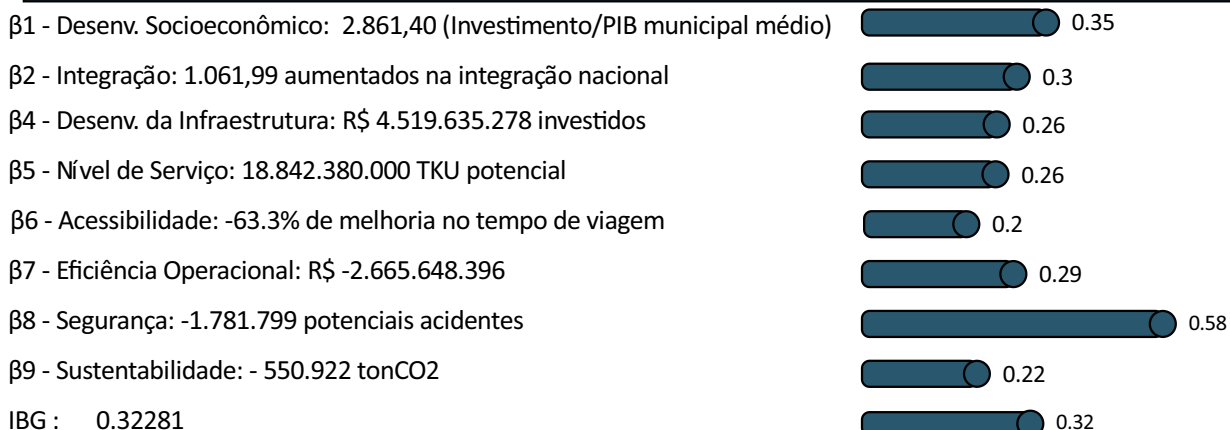 β1 - Desenv. Socioeconômico: 2.861,40 (Investimento/PIB municipal médio) 0.35
β2 - Integração: 1.061,99 aumentados na integração nacional 0.3
β4 - Desenv. da Infraestrutura: R$ 4.519.635.278 investidos 0.26
β5 - Nível de Serviço: 18.842.380.000 TKU potencial 0.26
β6 - Acessibilidade: -63.3% de melhoria no tempo de viagem 0.2
β7 - Eficiência Operacional: R$ -2.665.648.396 0.29
β8 - Segurança: -1.781.799 potenciais acidentes 0.58
β9 - Sustentabilidade: - 550.922 tonCO2 0.22
IBG : 0.32281 0.32